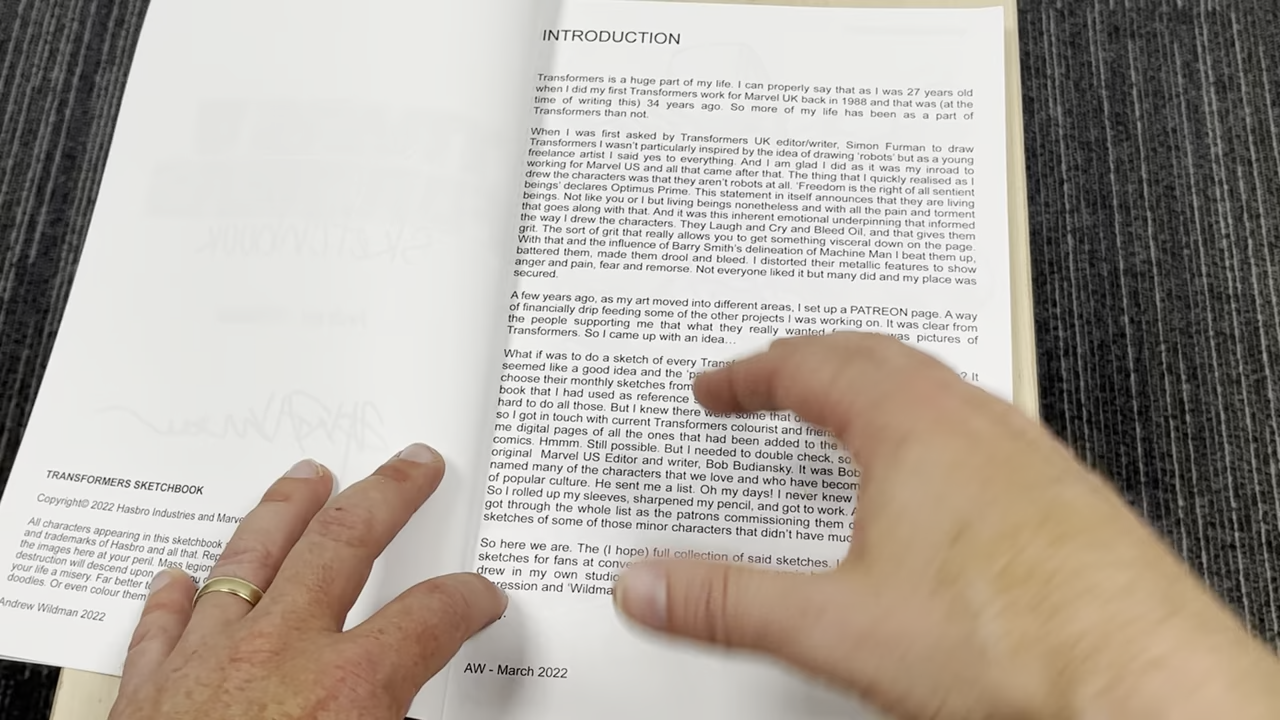 TRANSFORMERS SKETCHBOOK
Copyright© 2022 Hasbro Industries and Marve
All characters appearing in this sketchbook
and trademarks of Hasbro and all that. Rep
the images here at your peril. Mass legion
destruction will descend upon
your life a misery. Far better to
doodles. Or even colour them
Andrew Wildman 2022
INTRODUCTION
Transformers is a huge part of my life. I can properly say that as I was 27 years old
when I did my first Transformers work for Marvel UK back in 1988 and that was (at the
time of writing this) 34 years ago. So more of my life has been as a part of
Transformers than not.
When I was first asked by Transformers UK editor/writer, Simon Furman to draw
Transformers I wasn't particularly inspired by the idea of drawing 'robots' but as a young
freelance artist I said yes to everything. And I am glad I did as it was my inroad to
working for Marvel US and all that came after that. The thing that I quickly realised as I
drew the characters was that they aren't robots at all. 'Freedom is the right of all sentient
beings' declares Optimus Prime. This statement in itself announces that they are living
beings. Not like you or I but living beings nonetheless and with all the pain and torment
that goes along with that. And it was this inherent emotional underpinning that informed
the way I drew the characters. They Laugh and Cry and Bleed Oil, and that gives them
grit. The sort of grit that really allows you to get something visceral down on the page.
With that and the influence of Barry Smith's delineation of Machine Man I beat them up,
battered them, made them drool and bleed. I distorted their metallic features to show
anger and pain, fear and remorse. Not everyone liked it but many did and my place was
secured.
A few years ago, as my art moved into different areas, I set up a PATREON page. A way
of financially drip feeding some of the other projects I was working on. It was clear from
the people supporting me that what they really wanted was pictures of
Transformers. So I came up with an idea…
What if was to do a sketch of every Transf ? It
seemed like a good idea and the
choose their monthly sketches from
book that I had used as reference
hard to do all those. But I knew there were some that
so I got in touch with current Transformers colourist and frien
me digital pages of all the ones that had been added to the
comics. Hmmm. Still possible. But I needed to double check, so
original Marvel US Editor and writer, Bob Budiansky. It was Bob
named many of the characters that we love and who have becom
of popular culture. He sent me a list. Oh my days! I never knew
So I rolled up my sleeves, sharpened my pencil, and got to work.
got through the whole list as the patrons commissioning them
sketches of some of those minor characters that didn't have muc
So here we are. The (I hope) full collection of said sketches.
sketches for fans at conve
drew in my own studio
ression and 'Wildma
AW - March 2022